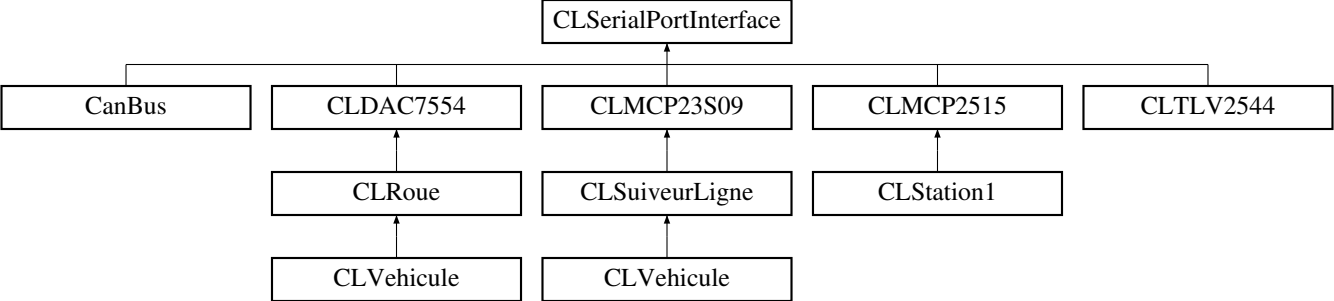 CLSerialPortInterface
CanBus
CLDAC7554
CLMCP23S09
CLMCP2515
CLTLV2544
CLRoue
CLSuiveurLigne
CLStation1
CLVehicule
CLVehicule